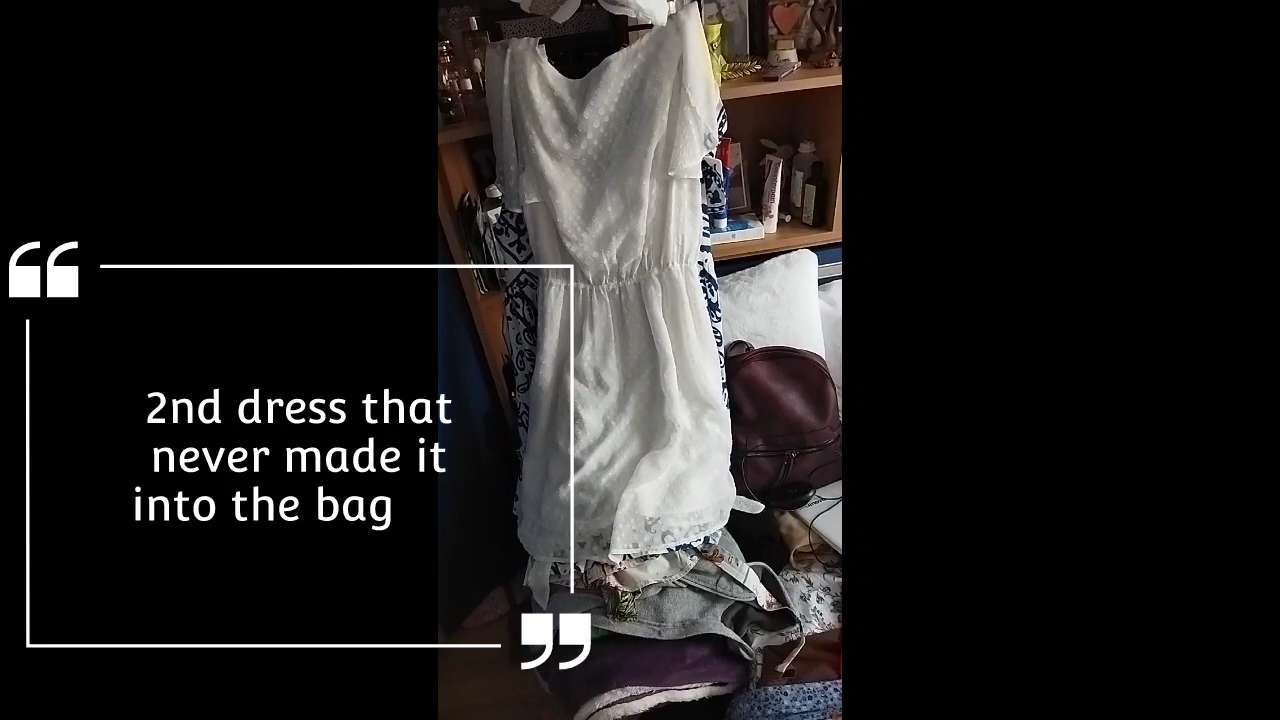 2nd dress that
never made it
into the bag